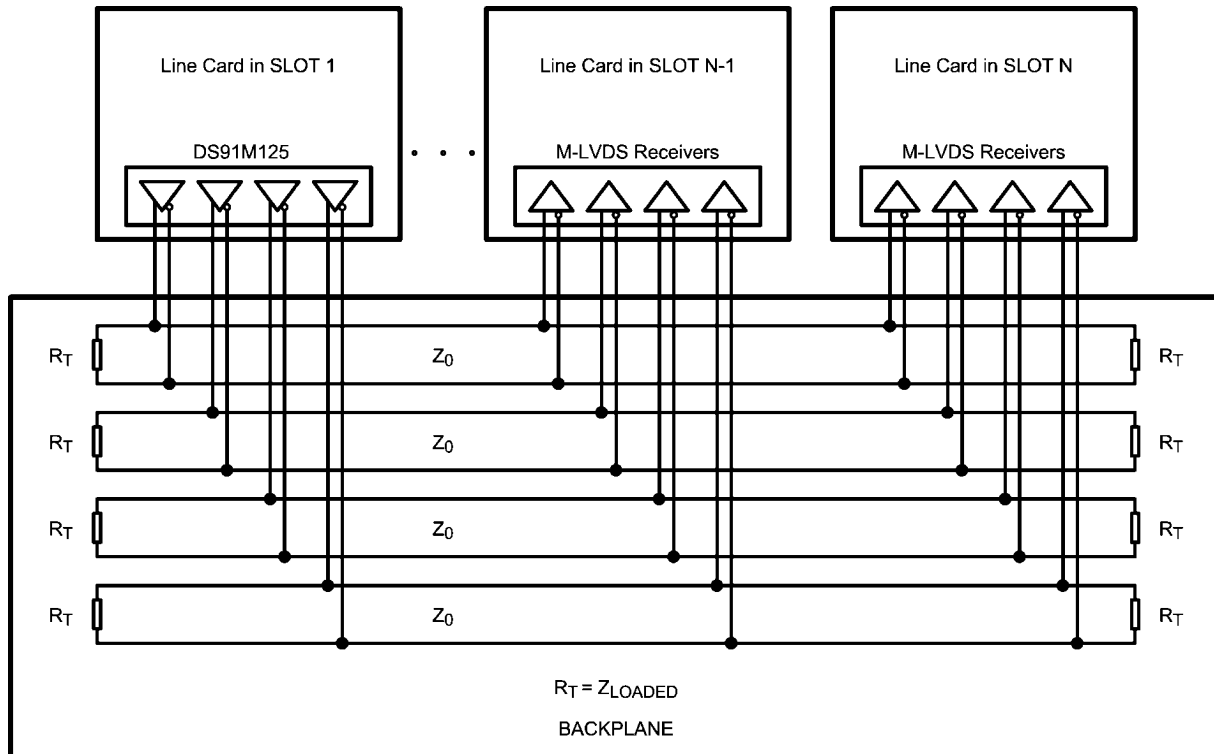 Line Card in SLOT 1
Line Card in SLOT N-1
Line Card in SLOT N
DS91M125
. . .
M-LVDS Receivers
M-LVDS Receivers
RT
Z0
RT
RT
Z0
RT
RT
Z0
RT
RT
Z0
RT
RT = ZLOADED
BACKPLANE